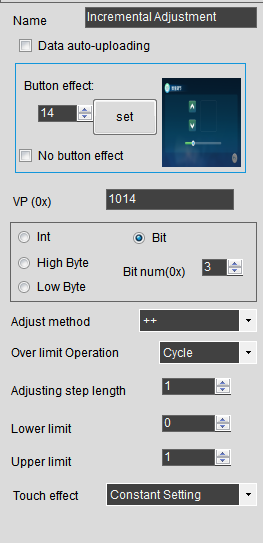 Name Incremental Adjustment
Data auto-uploading
Button effect:
14 set
No button effect
VP (0x) 1014
Int Bit
High Byte Bit num(0x) 3
Low Byte
Adjust method ++
Over limit Operation Cycle
Adjusting step length 1
Lower limit 0
Upper limit 1
Touch effect Constant Setting